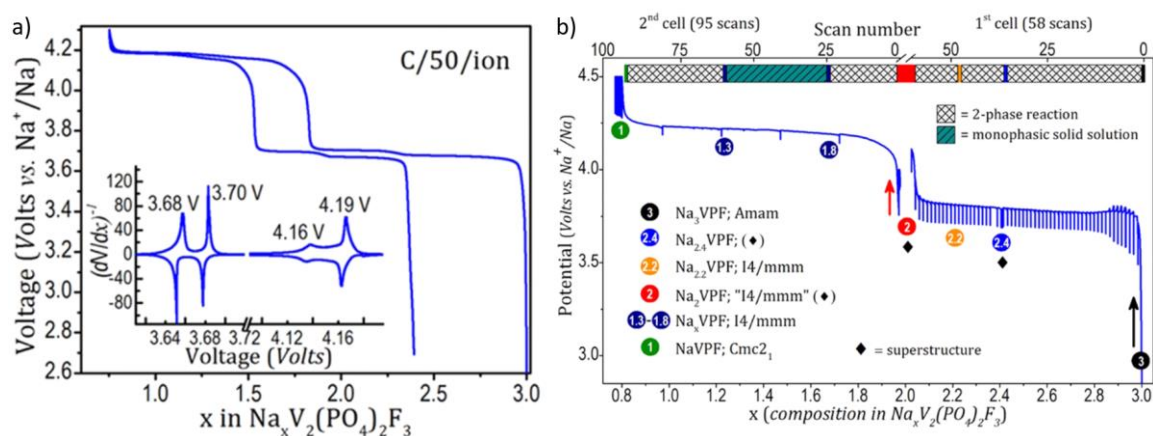 a)
C/50/ion
Voltage (Volts vs. Na⁺/Na)
4.2
3.9
3.6
3.3
3.0
2.6
1.0
1.5
2.0
2.5
3.0
x in NaₓV₂(PO₄)₂F₃
(dV/dx)⁻¹
120
80
40
0
-40
-80
3.68 V
3.70 V
4.16 V
4.19 V
3.64 3.68 3.72 4.12 4.16
Voltage (Volts)
b)
2nd cell (95 scans)
Scan number
1st cell (58 scans)
100 75 50 25 0 50 25 0
= 2-phase reaction
= monophasic solid solution
Potential (Volts vs. Na⁺/Na)
4.5
4.0
3.5
3.0
1
1.3
1.8
2
2.2
2.4
3
3 Na₃VPF; Amam
2.4 Na₂.₄VPF; (♦)
2.2 Na₂.₂VPF; I4/mmm
2 Na₂VPF; "I4/mmm" (♦)
1.3-1.8 NaₓVPF; I4/mmm
1 NaVPF; Cmc2₁
♦ = superstructure
0.8 1.0 1.2 1.4 1.6 1.8 2.0 2.2 2.4 2.6 2.8 3.0
x (composition in NaₓV₂(PO₄)₂F₃